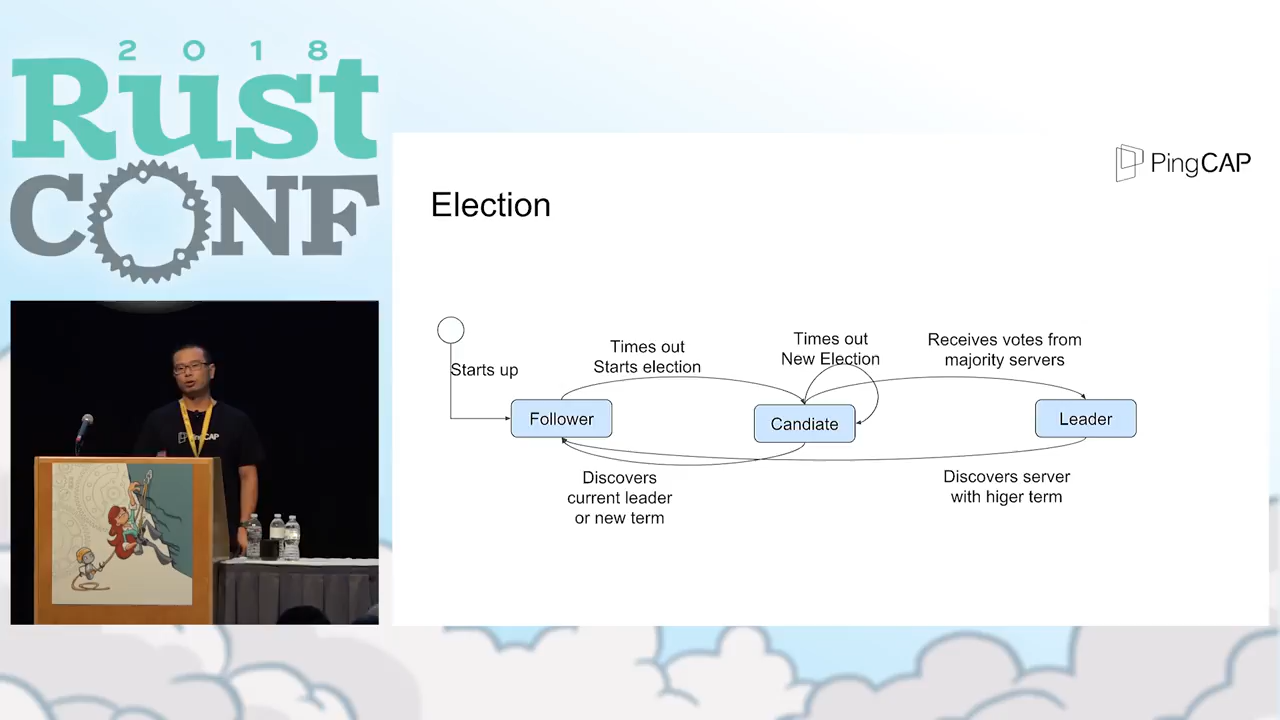 2018
Rust
CONF
PingCAP
Election
Starts up
Times out
Starts election
Times out
New Election
Receives votes from
majority servers
Follower
Candiate
Leader
Discovers
current leader
or new term
Discovers server
with higer term
PingCAP